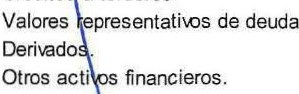 Valores representativos de deuda
Derivados.
Otros activos financieros.